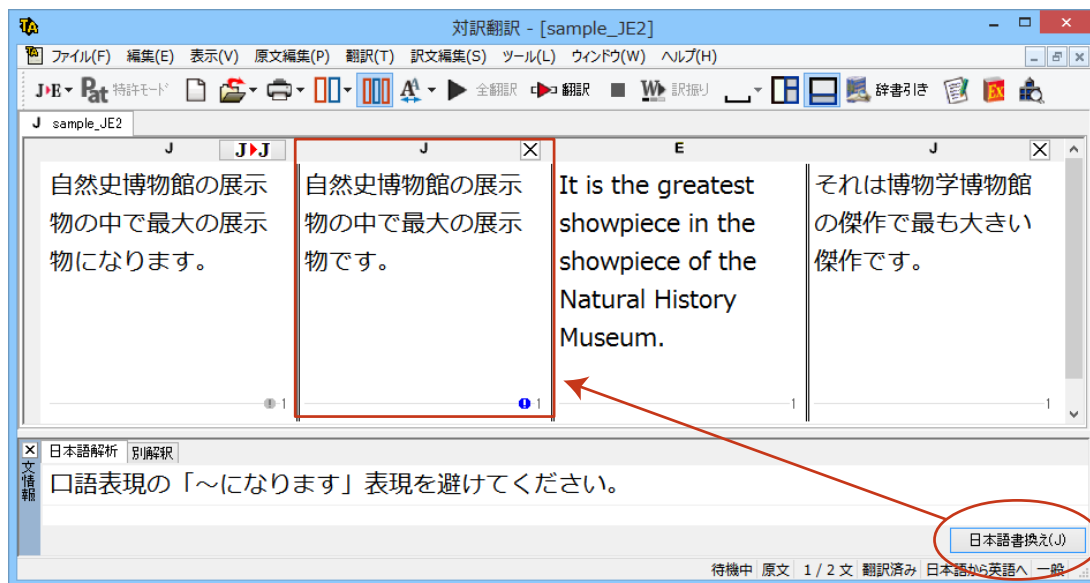 対訳翻訳 - [sample_JE2]
ファイル(F) 編集(E) 表示(V) 原文編集(P) 翻訳(T) 訳文編集(S) ツール(L) ウィンドウ(W) ヘルプ(H)
J▸E Pat 特許モード 全翻訳 翻訳 W 訳振り 辞書引き
J sample_JE2
J J▸J J E J
自然史博物館の展示
物の中で最大の展示
物になります。
1
自然史博物館の展示
物の中で最大の展示
物です。
1
It is the greatest
showpiece in the
showpiece of the
Natural History
Museum.
1
それは博物学博物館
の傑作で最も大きい
傑作です。
1
文情報
日本語解析 別解釈
口語表現の「～になります」表現を避けてください。
日本語書換え(J)
待機中 原文 1 / 2 文 翻訳済み 日本語から英語へ 一般